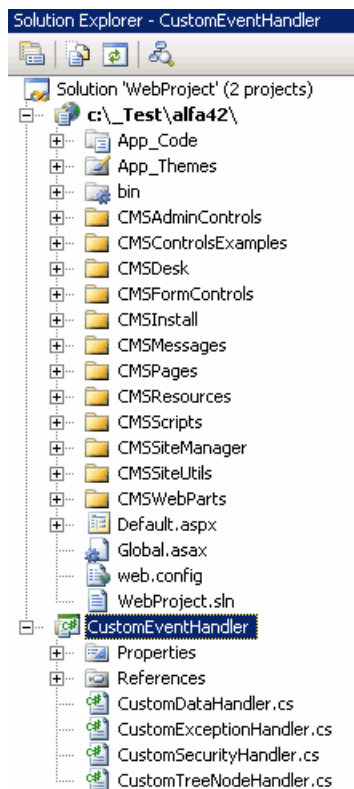 Solution Explorer - CustomEventHandler
Solution 'WebProject' (2 projects)
c:\_Test\alfa42\
App_Code
App_Themes
bin
CMSAdminControls
CMSControlsExamples
CMSDesk
CMSFormControls
CMSInstall
CMSMessages
CMSPages
CMSResources
CMSScripts
CMSSiteManager
CMSSiteUtils
CMSWebParts
Default.aspx
Global.asax
web.config
WebProject.sln
CustomEventHandler
Properties
References
CustomDataHandler.cs
CustomExceptionHandler.cs
CustomSecurityHandler.cs
CustomTreeNodeHandler.cs